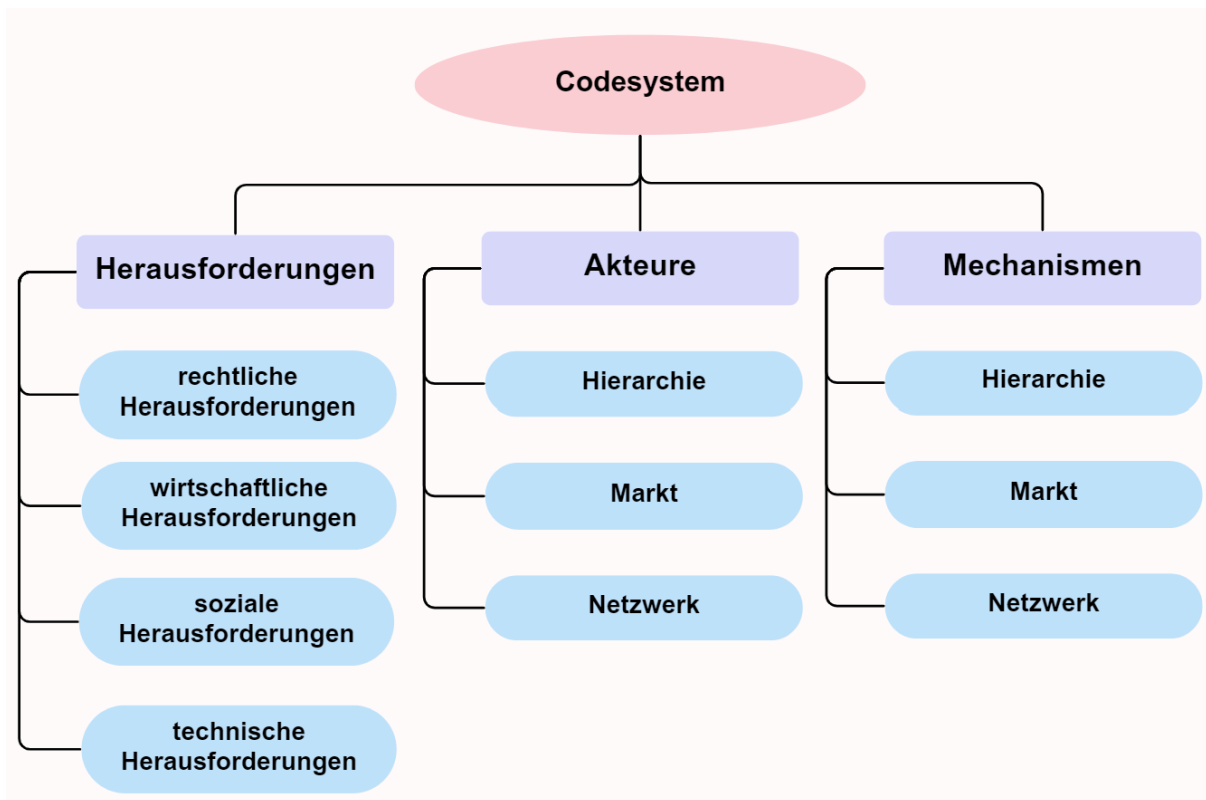 Codesystem
Herausforderungen
rechtliche
Herausforderungen
wirtschaftliche
Herausforderungen
soziale
Herausforderungen
technische
Herausforderungen
Akteure
Hierarchie
Markt
Netzwerk
Mechanismen
Hierarchie
Markt
Netzwerk